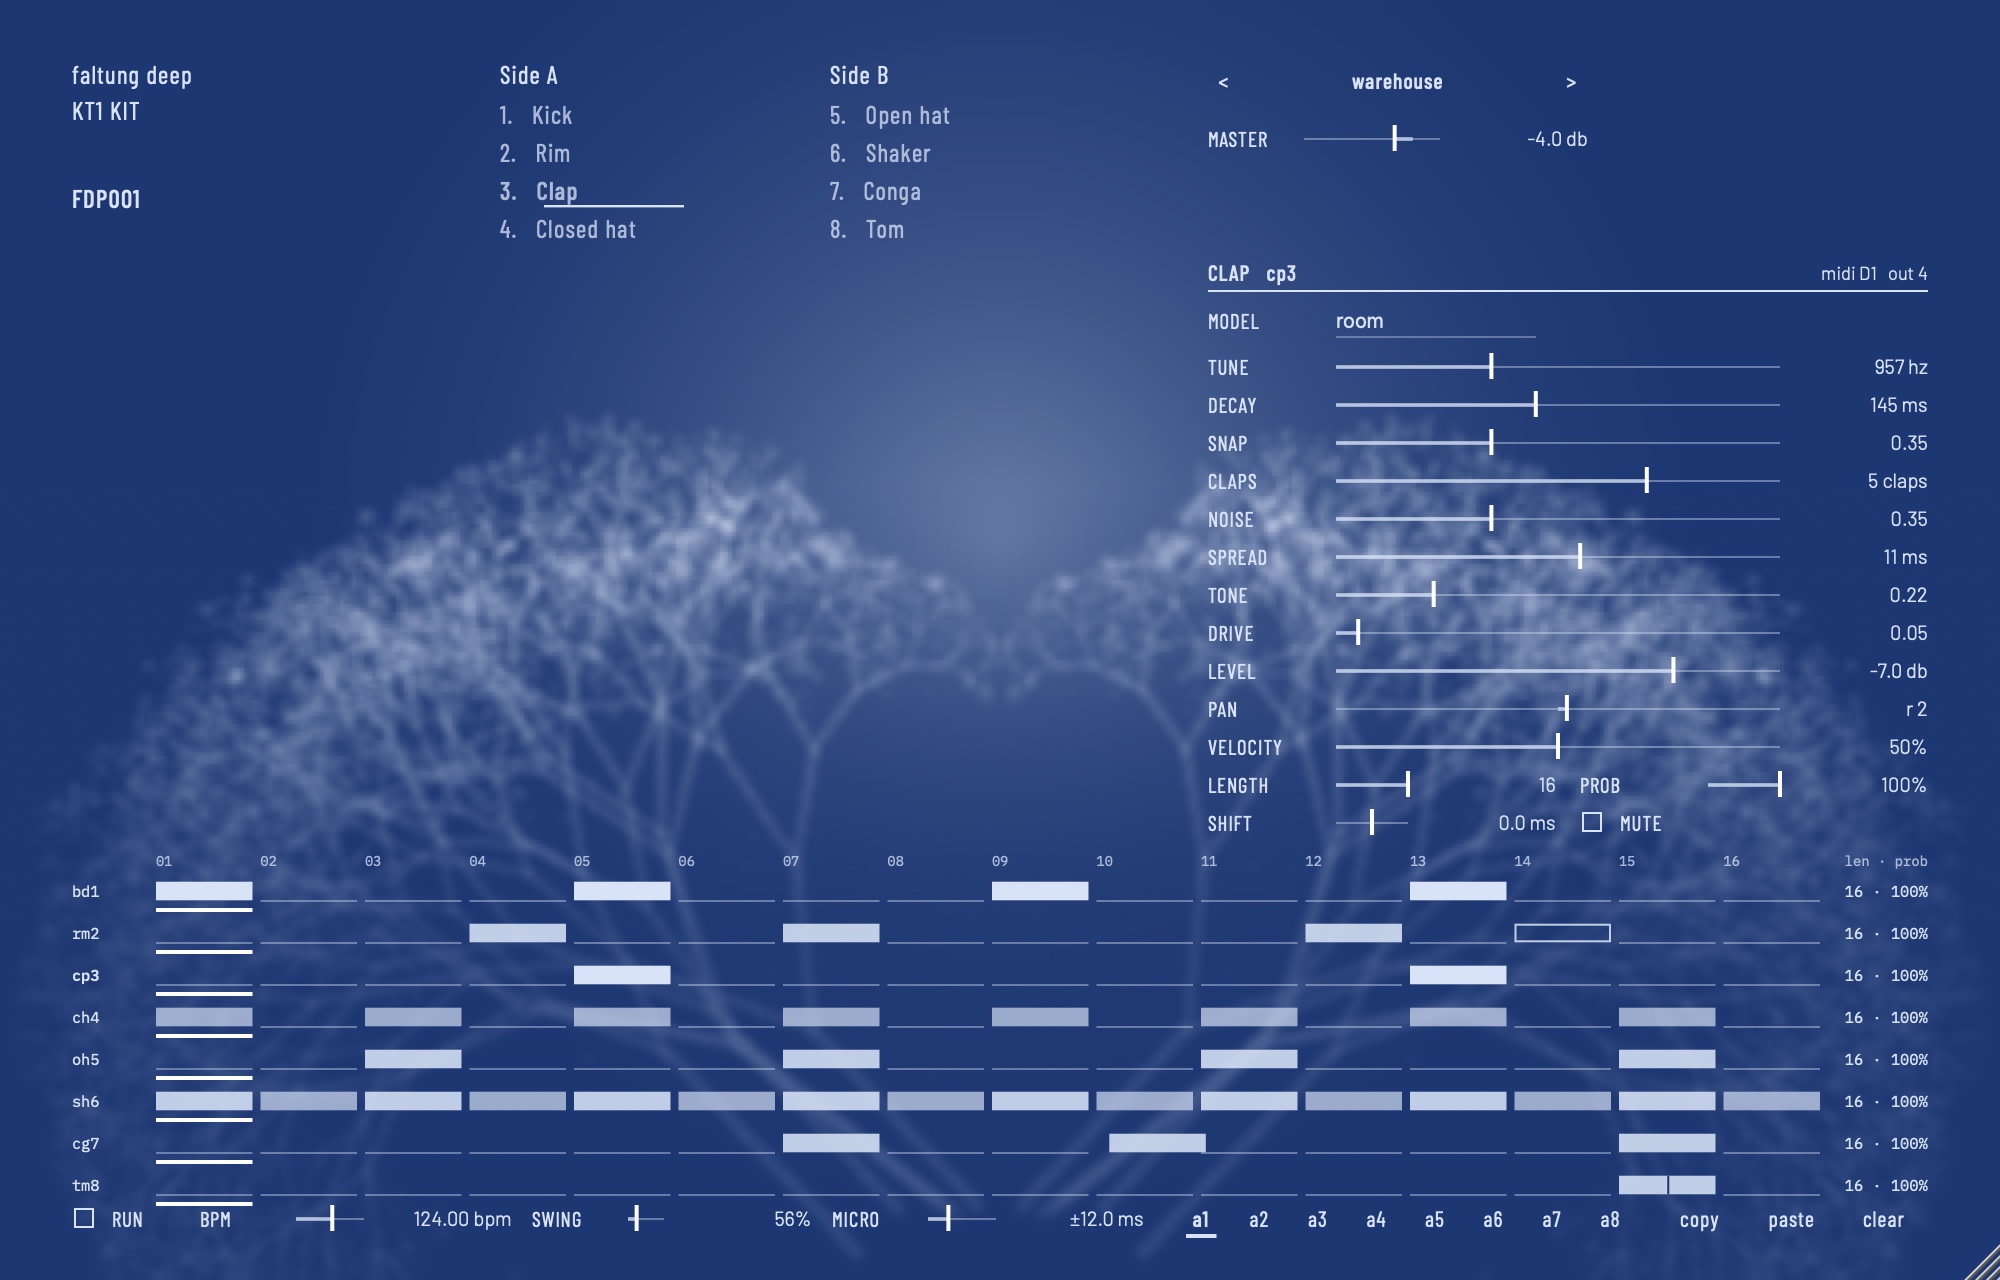 faltung deep
KT1 KIT
FDP001
Side A
1. Kick
2. Rim
3. Clap
4. Closed hat
Side B
5. Open hat
6. Shaker
7. Conga
8. Tom
< warehouse >
MASTER -4.0 db
CLAP cp3 midi D1 out 4
MODEL room
TUNE 957 hz
DECAY 145 ms
SNAP 0.35
CLAPS 5 claps
NOISE 0.35
SPREAD 11 ms
TONE 0.22
DRIVE 0.05
LEVEL -7.0 db
PAN r 2
VELOCITY 50%
LENGTH 16 PROB 100%
SHIFT 0.0 ms MUTE
01 02 03 04 05 06 07 08 09 10 11 12 13 14 15 16 len · prob
bd1 16 · 100%
rm2 16 · 100%
cp3 16 · 100%
ch4 16 · 100%
oh5 16 · 100%
sh6 16 · 100%
cg7 16 · 100%
tm8 16 · 100%
RUN BPM 124.00 bpm SWING 56% MICRO ±12.0 ms a1 a2 a3 a4 a5 a6 a7 a8 copy paste clear